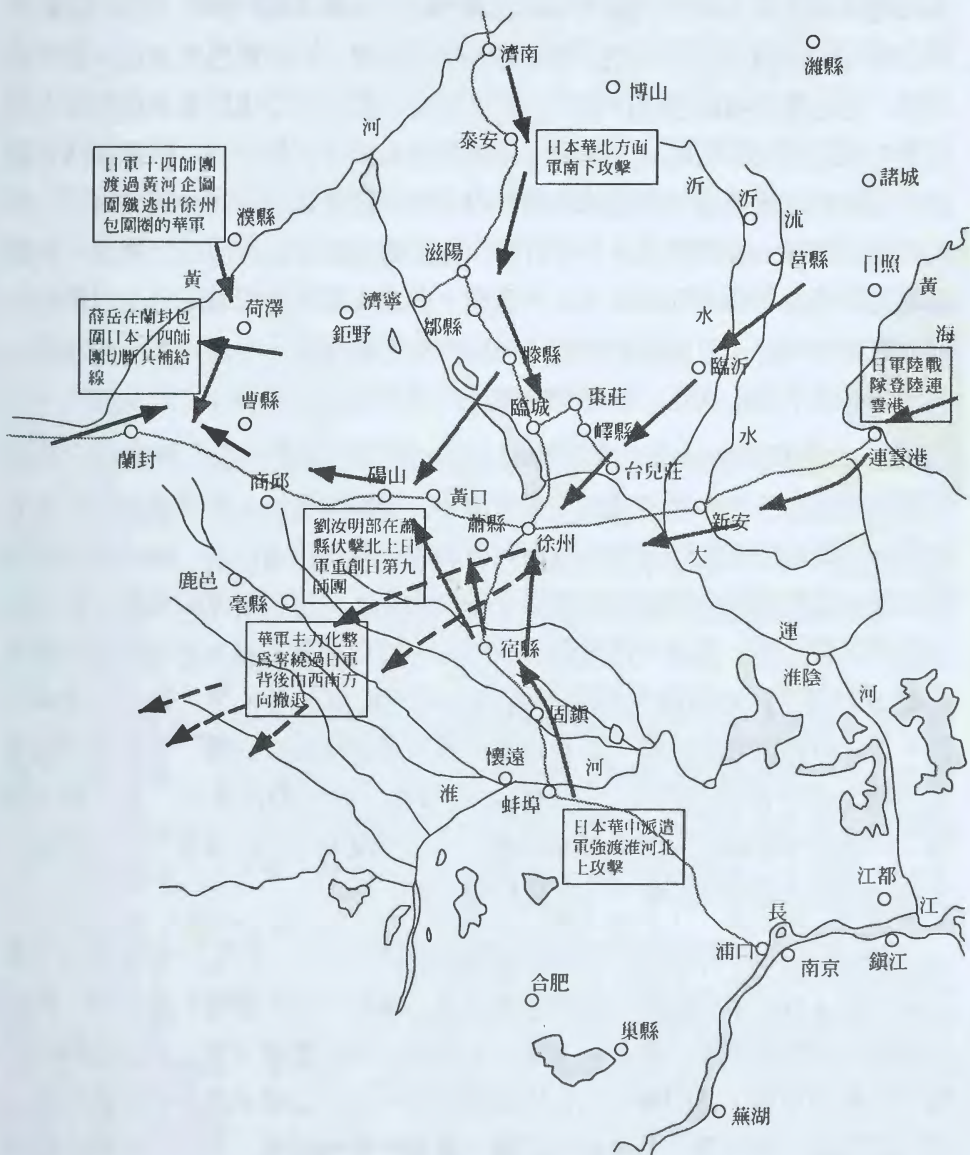 濟南
濰縣
博山
河
泰安
日本華北方面
軍南下攻擊
日軍十四師團
渡過黃河企圖
圍殲逃出徐州
包圍圈的華軍
沂
沂
沭
諸城
濮縣
滋陽
莒縣
黃
濟寧
日照
黃
荷澤
鉅野
鄒縣
水
海
薛岳在蘭封包
圍日本十四師
團切斷其補給
線
滕縣
臨沂
日軍陸戰
隊登陸連
雲港
曹縣
臨城
棗莊
嶧縣
水
蘭封
台兒莊
連雲港
商邱
碭山
黃口
新安
劉汝明部在蕭
縣伏擊北上日
軍重創日第九
師團
蕭縣
徐州
大
鹿邑
亳縣
華軍主力化整
為零繞過日軍
背後向西南方
向撤退
宿縣
運
淮陰
河
固鎮
懷遠
河
淮
蚌埠
日本華中派遣
軍強渡淮河北
上攻擊
江都
長
江
浦口
南京
鎮江
合肥
巢縣
蕪湖